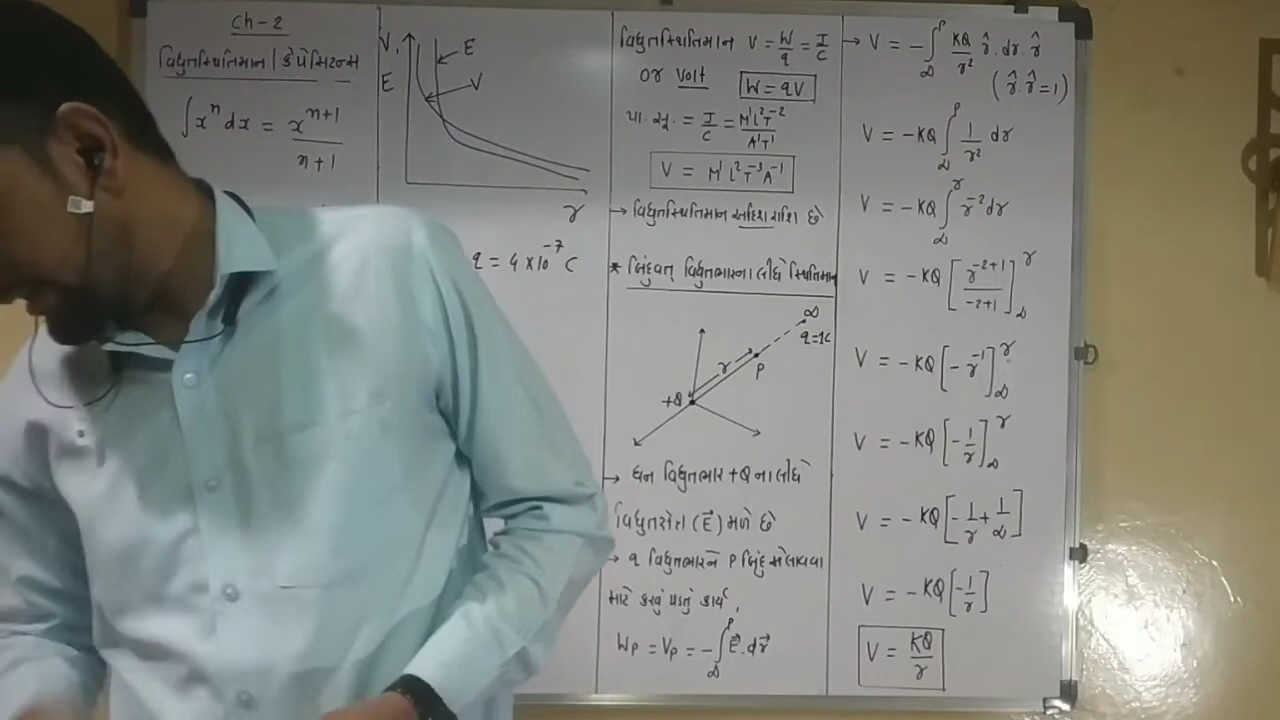 Ch-2
વિદ્યુતસ્થિતિમાન | કેપેસિટન્સ
∫xⁿ dx = xⁿ⁺¹ / n+1
V, E
E
V
r
q = 4 × 10⁻⁷ C
વિદ્યુતસ્થિતિમાન V = W/q = J/C
or Volt W = qV
પા. સૂ. = J/C = M¹L²T⁻² / A¹T¹
V = M¹L²T⁻³A⁻¹
→ વિદ્યુતસ્થિતિમાન અદિશ રાશિ છે
* બિંદુવત્ વિદ્યુતભારના લીધે સ્થિતિમાન
∞
q=1C
r
P
+Q
→ ધન વિદ્યુતભાર +Q ના લીધે
વિદ્યુતક્ષેત્ર (E⃗) મળે છે
→ q વિદ્યુતભારને P બિંદુએ લાવવા
માટે કરવું પડતું કાર્ય,
Wp = Vp = -∫_∞^P E⃗ . dr⃗
→ V = -∫_∞^P KQ/r² r̂ . dr . r̂
(r̂ . r̂ = 1)
V = -KQ ∫_∞^P 1/r² dr
V = -KQ ∫_∞^r r⁻² dr
V = -KQ [r⁻²⁺¹ / -2+1]_∞^r
V = -KQ [-r⁻¹]_∞^r
V = -KQ [-1/r]_∞^r
V = -KQ [-1/r + 1/∞]
V = -KQ [-1/r]
V = KQ/r